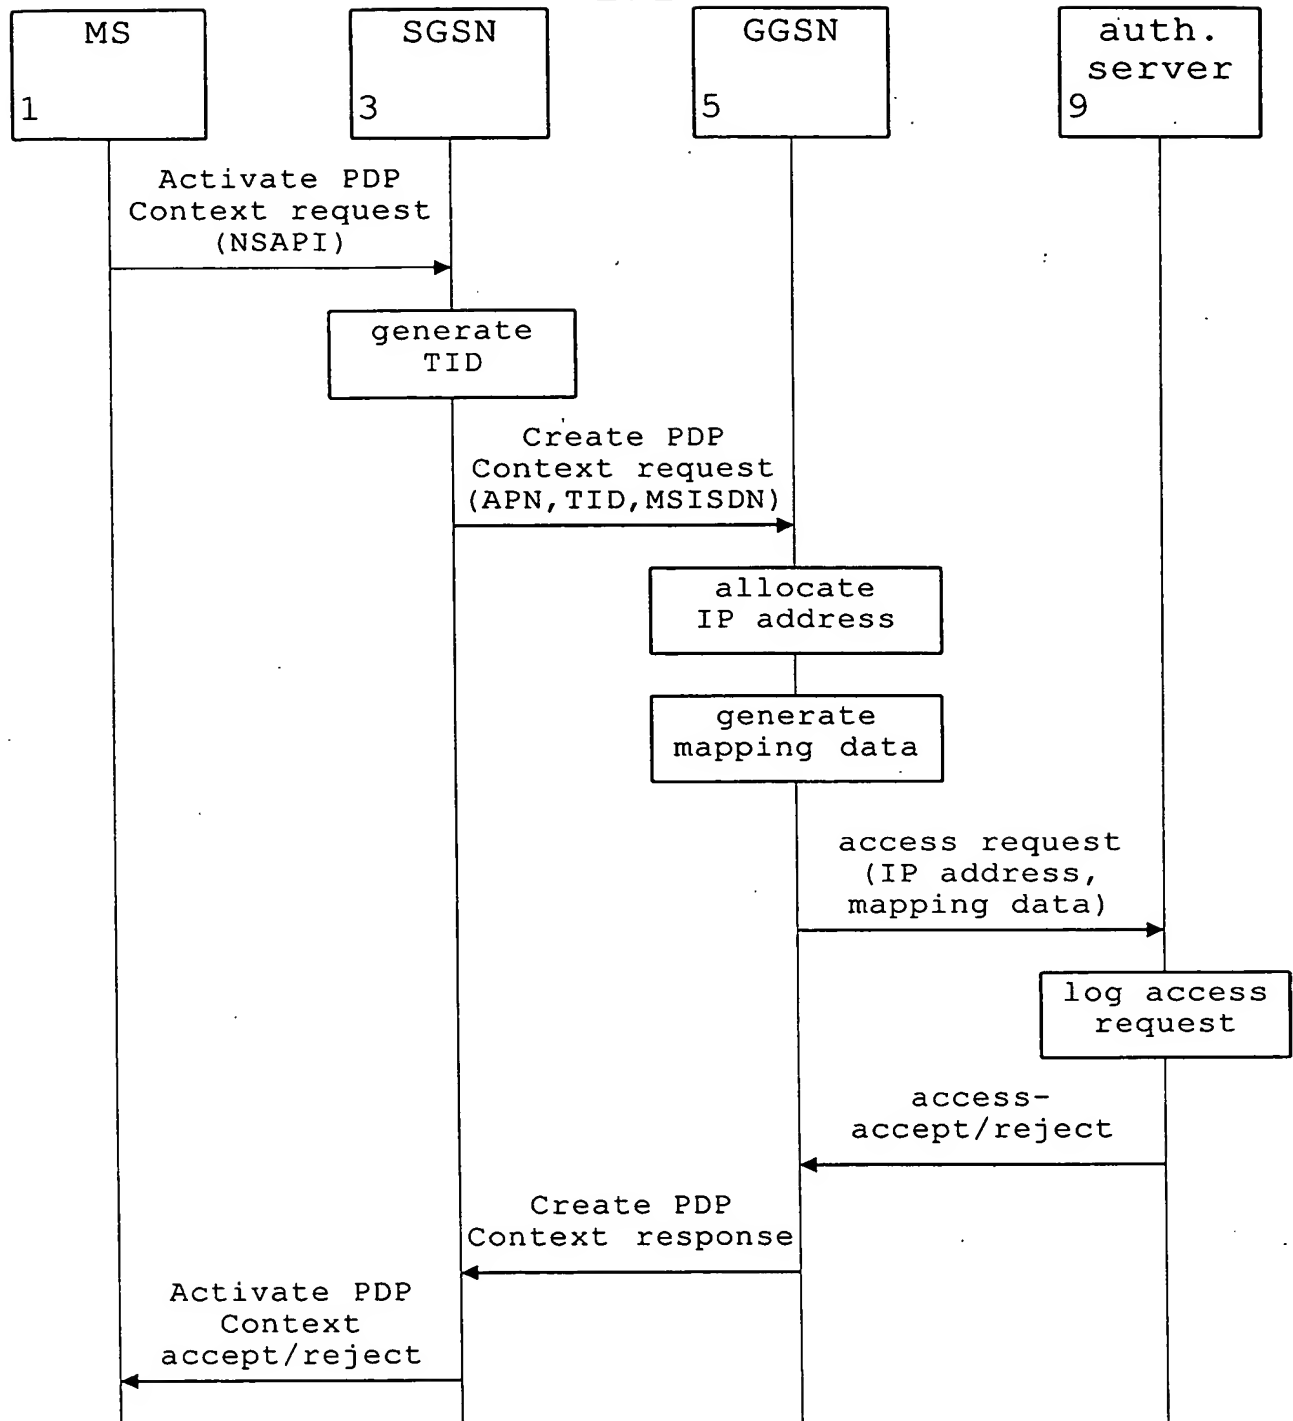 MS
1
SGSN
3
GGSN
5
auth.
server
9
Activate PDP
Context request
(NSAPI)
generate
TID
Create PDP
Context request
(APN,TID,MSISDN)
allocate
IP address
generate
mapping data
access request
(IP address,
mapping data)
log access
request
access-
accept/reject
Create PDP
Context response
Activate PDP
Context
accept/reject